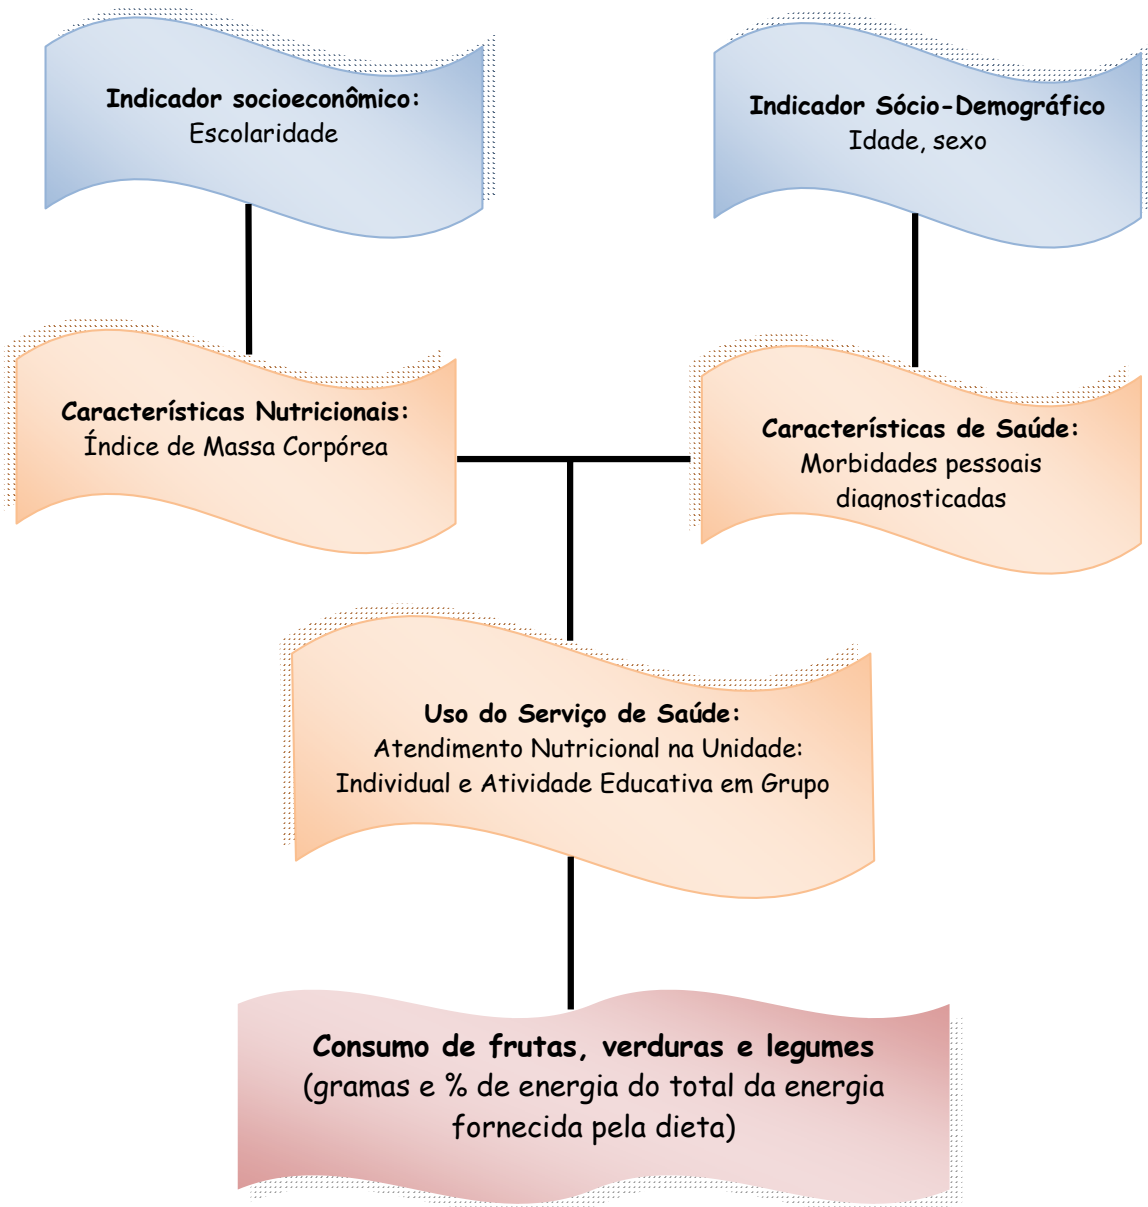 Indicador socioeconômico:
Escolaridade
Indicador Sócio-Demográfico
Idade, sexo
Características Nutricionais:
Índice de Massa Corpórea
Características de Saúde:
Morbidades pessoais
diagnosticadas
Uso do Serviço de Saúde:
Atendimento Nutricional na Unidade:
Individual e Atividade Educativa em Grupo
Consumo de frutas, verduras e legumes
(gramas e % de energia do total da energia
fornecida pela dieta)